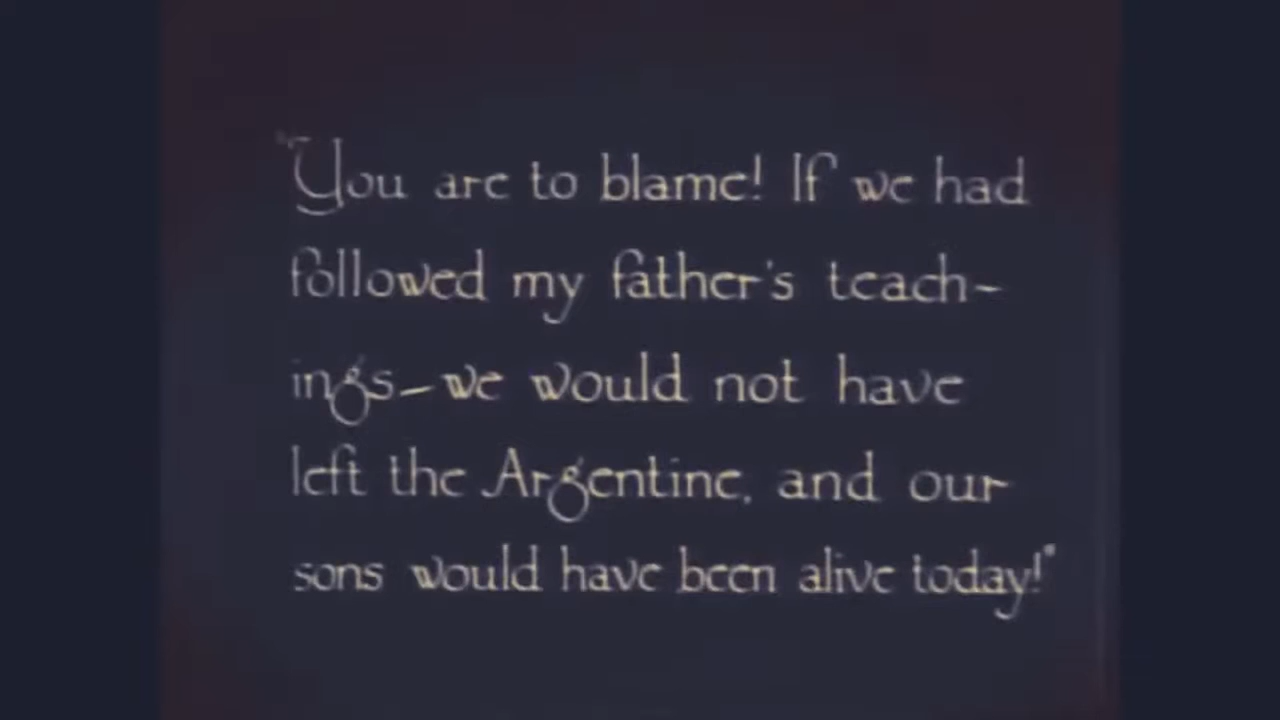 "You are to blame! If we had
followed my father's teach-
ings—we would not have
left the Argentine, and our
sons would have been alive today!"